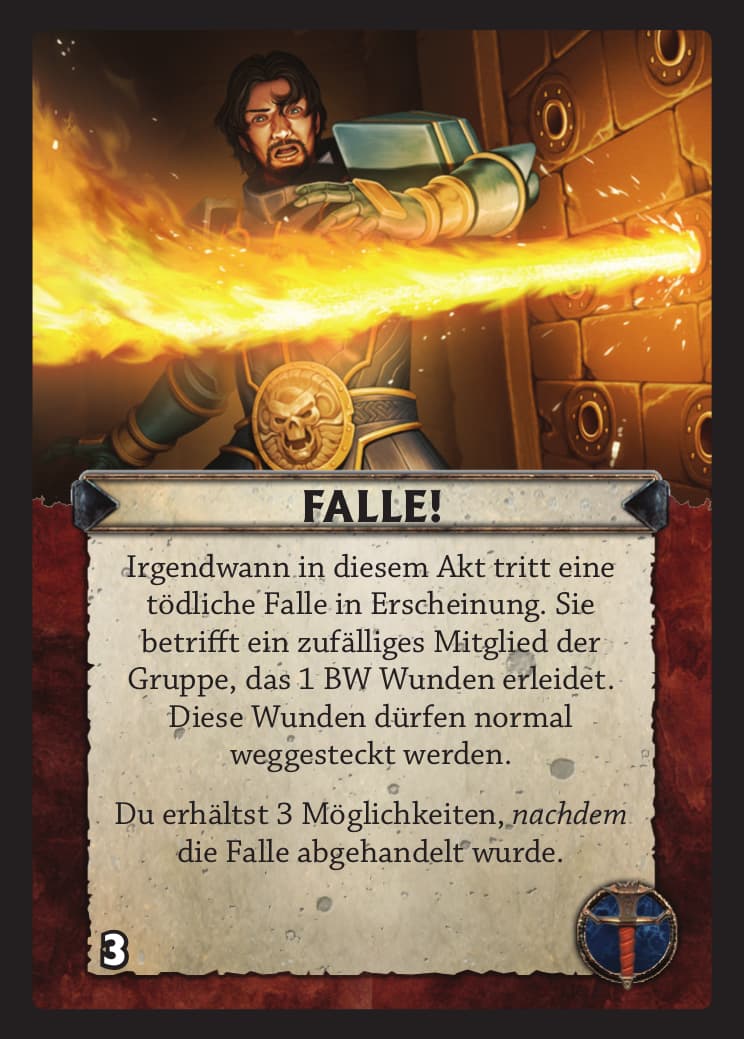 FALLE!
Irgendwann in diesem Akt tritt eine
tödliche Falle in Erscheinung. Sie
betrifft ein zufälliges Mitglied der
Gruppe, das 1 BW Wunden erleidet.
Diese Wunden dürfen normal
weggesteckt werden.
Du erhältst 3 Möglichkeiten, nachdem
die Falle abgehandelt wurde.
3